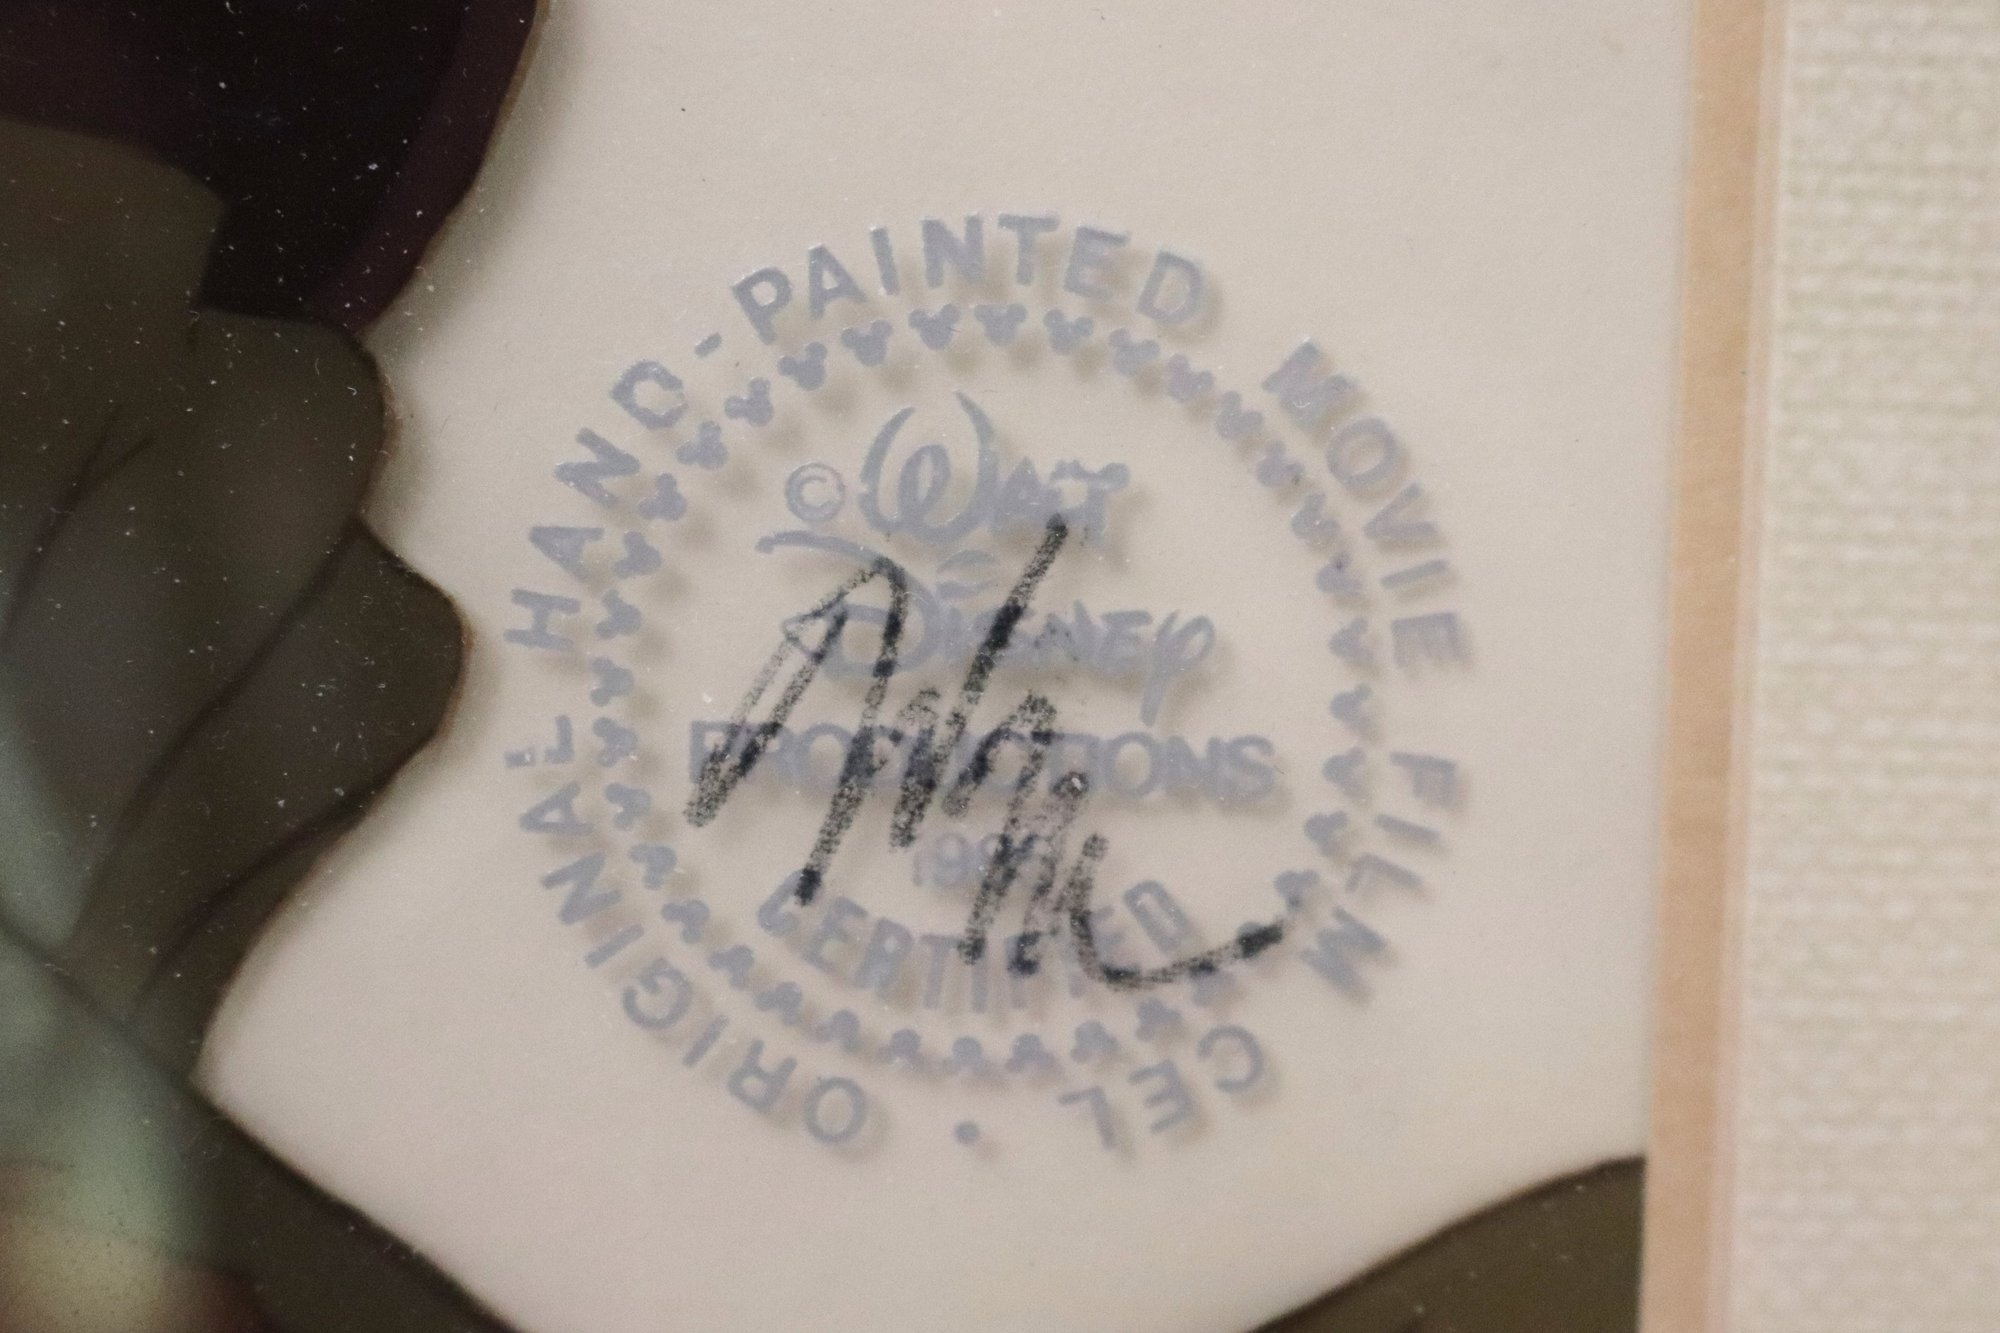 ORIGINAL HAND-PAINTED MOVIE FILM CEL •
© WALT
DISNEY
PRODUCTIONS
CERTIFIED